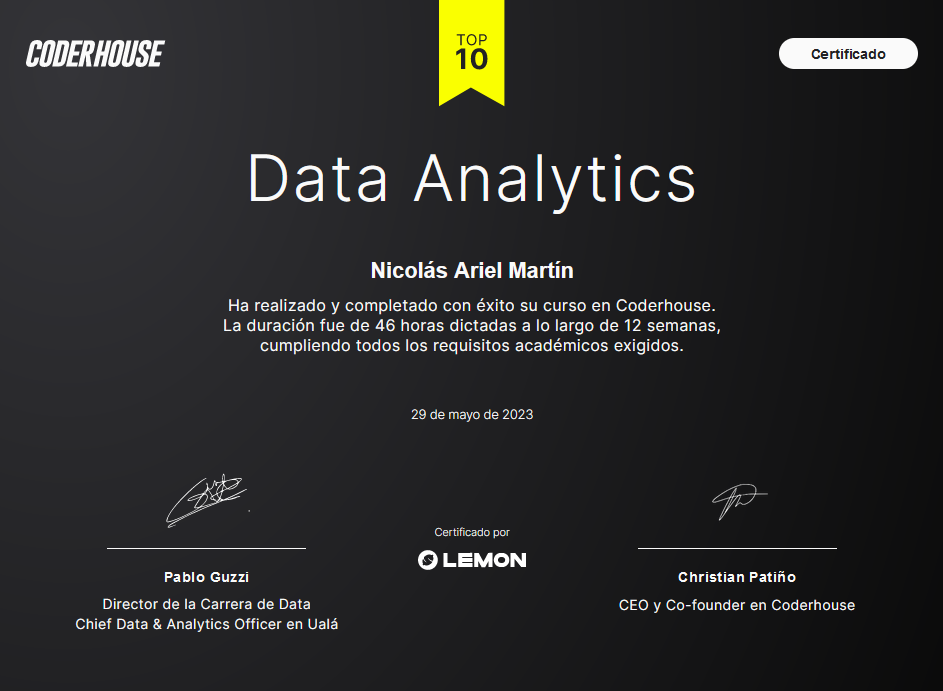 CODERHOUSE
TOP
10
Certificado
Data Analytics
Nicolás Ariel Martín
Ha realizado y completado con éxito su curso en Coderhouse.
La duración fue de 46 horas dictadas a lo largo de 12 semanas,
cumpliendo todos los requisitos académicos exigidos.
29 de mayo de 2023
Certificado por
LEMON
Pablo Guzzi
Director de la Carrera de Data
Chief Data & Analytics Officer en Ualá
Christian Patiño
CEO y Co-founder en Coderhouse